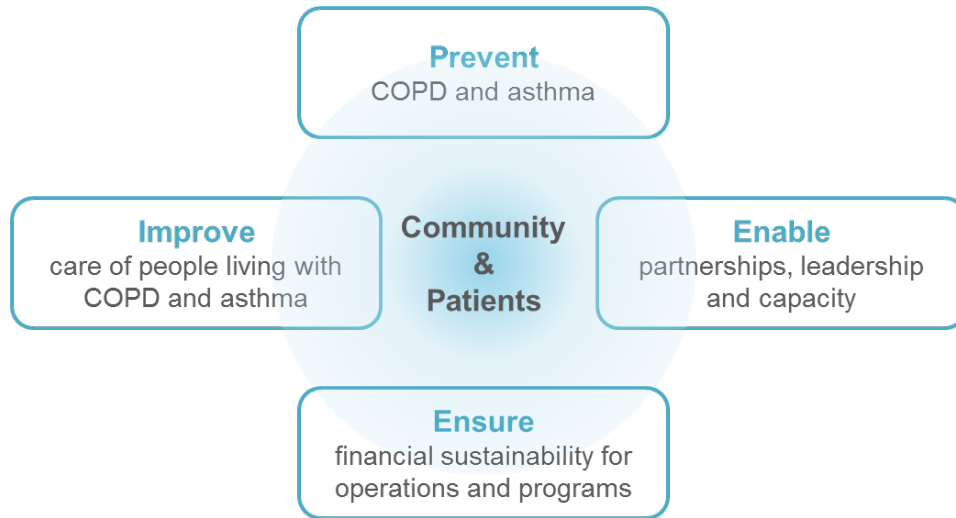 Prevent
COPD and asthma
Improve
care of people living with
COPD and asthma
Community
&
Patients
Enable
partnerships, leadership
and capacity
Ensure
financial sustainability for
operations and programs